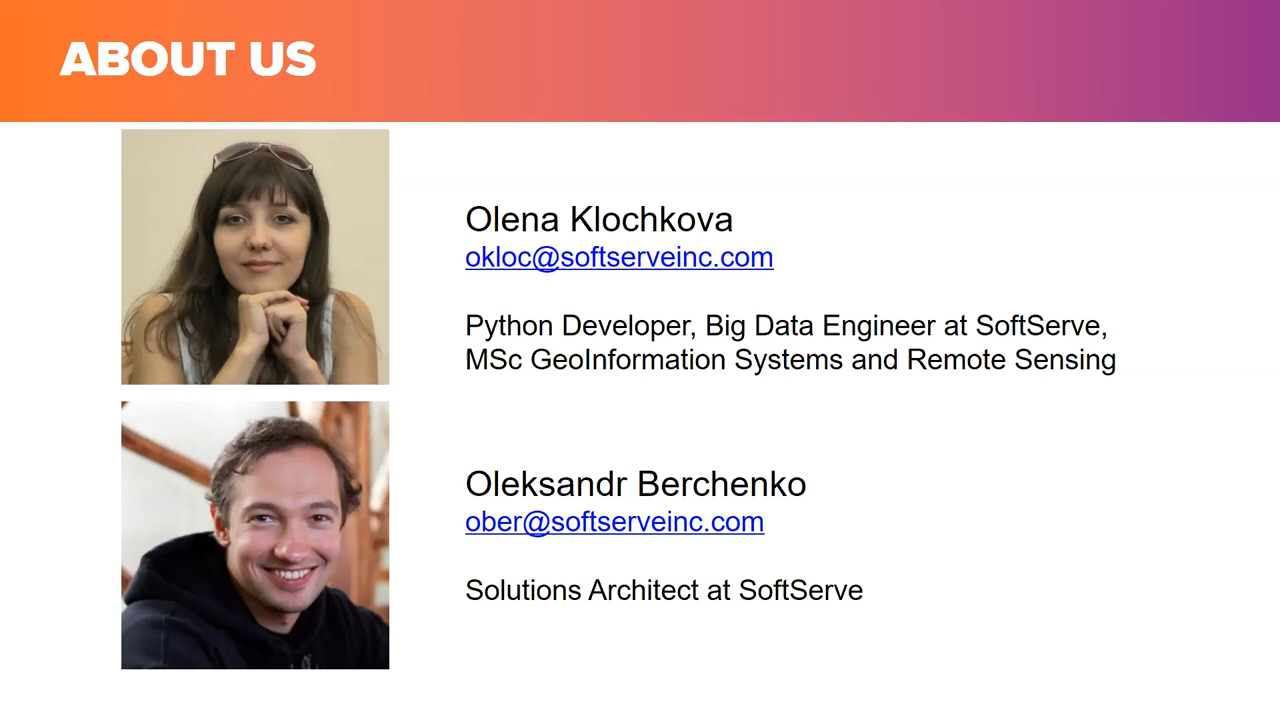 ABOUT US
Olena Klochkova
okloc@softserveinc.com
Python Developer, Big Data Engineer at SoftServe,
MSc GeoInformation Systems and Remote Sensing
Oleksandr Berchenko
ober@softserveinc.com
Solutions Architect at SoftServe